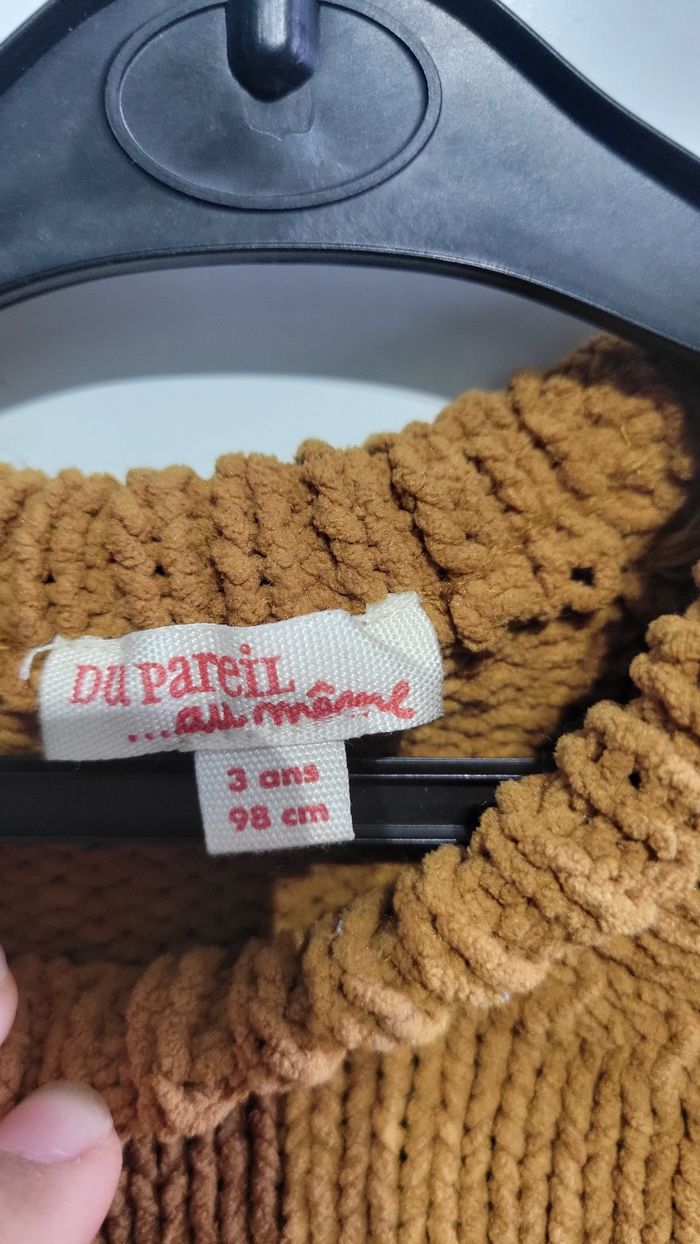 Du pareil
...au même
3 ans
98 cm